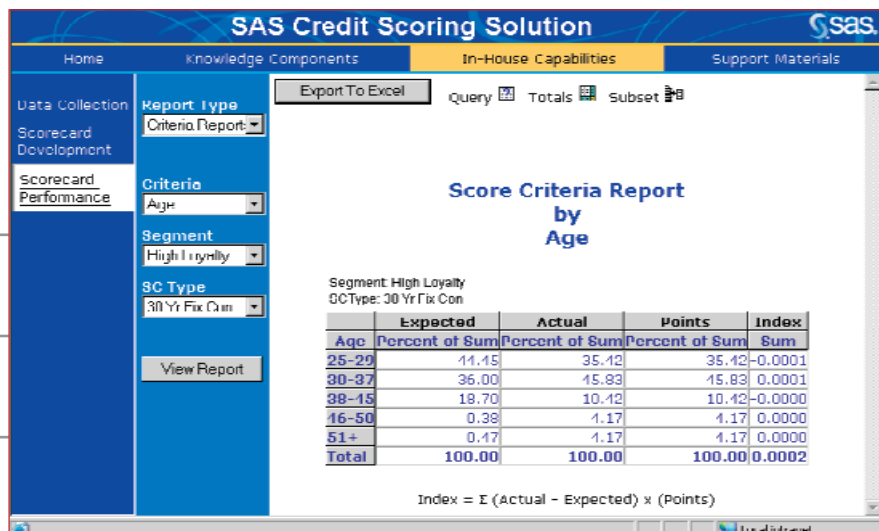 SAS Credit Scoring Solution
sas.
Home Knowledge Components In-House Capabilities Support Materials
Data Collection
Scorecard
Development
Scorecard
Performance
Report Type
Criteria Report
Criteria
Age
Segment
High Loyalty
SC Type
30 Yr Fix Con
View Report
Export To Excel Query Totals Subset
Score Criteria Report
by
Age
Segment: High Loyalty
SCType: 30 Yr Fix Con
Expected Actual Points Index
Age Percent of Sum Percent of Sum Percent of Sum Sum
25-29 44.45 35.42 35.42 -0.0001
30-37 36.00 45.83 45.83 0.0001
38-45 18.70 10.42 10.42 -0.0000
46-50 0.38 4.17 4.17 0.0000
51+ 0.47 4.17 4.17 0.0000
Total 100.00 100.00 100.00 0.0002
Index = Σ (Actual - Expected) x (Points)